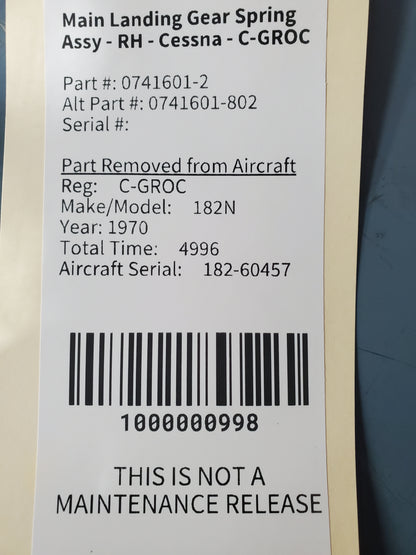 Main Landing Gear Spring
Assy - RH - Cessna - C-GROC
Part #: 0741601-2
Alt Part #: 0741601-802
Serial #:
Part Removed from Aircraft
Reg: C-GROC
Make/Model: 182N
Year: 1970
Total Time: 4996
Aircraft Serial: 182-60457
1000000998
THIS IS NOT A
MAINTENANCE RELEASE